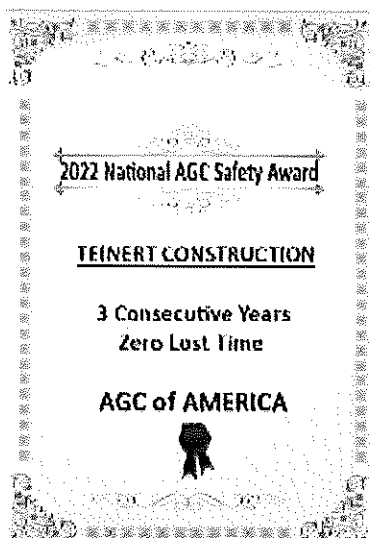 2022 National AGC Safety Award
TEINERT CONSTRUCTION
3 Consecutive Years
Zero Lost Time
AGC of AMERICA